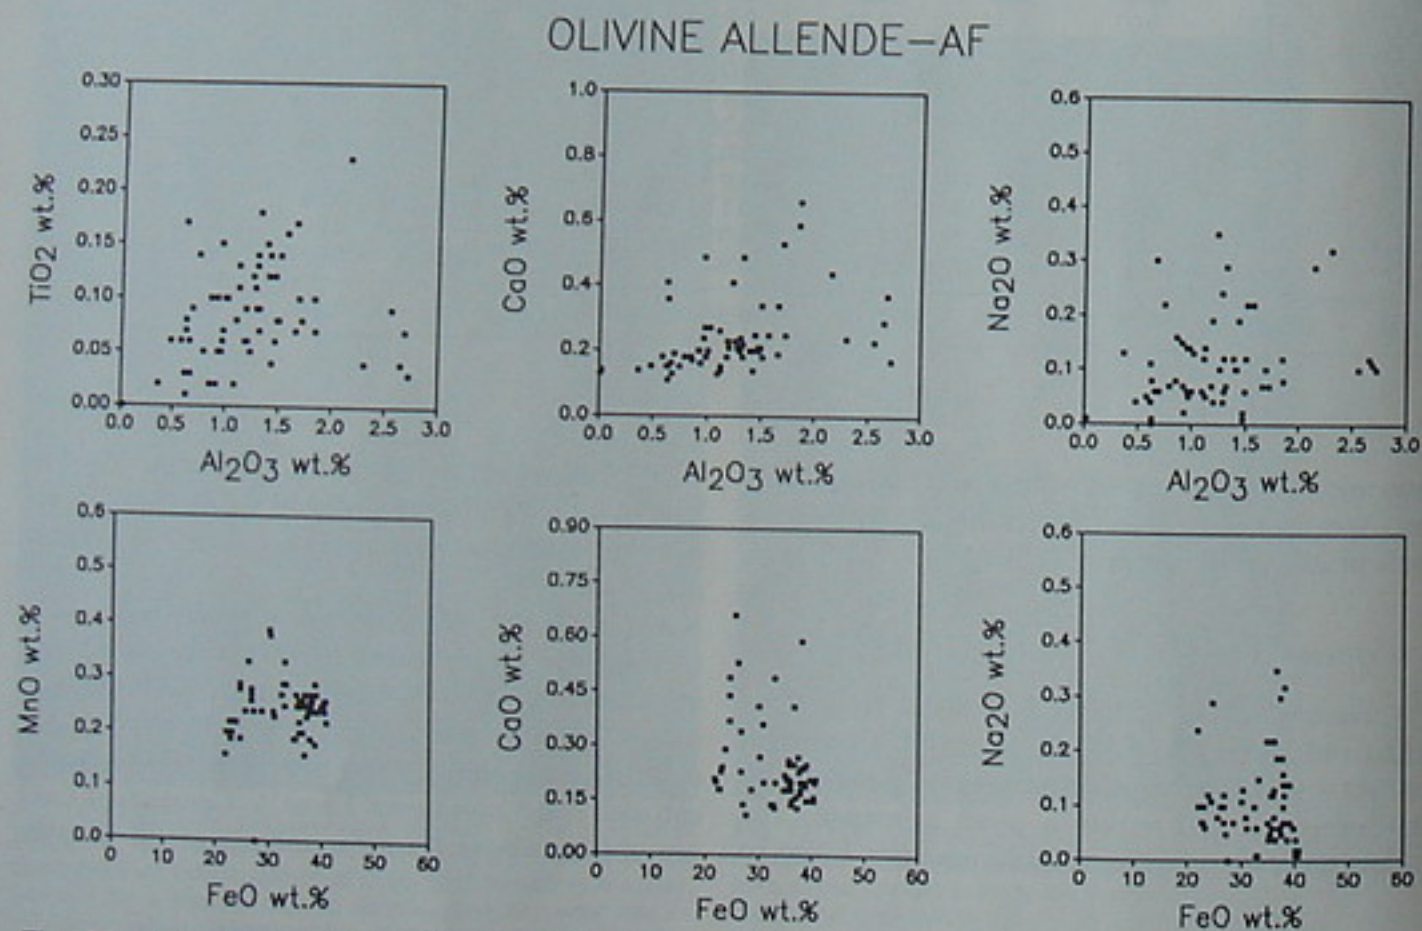 OLIVINE ALLENDE-AF
0.30
0.25
0.20
0.15
0.10
0.05
0.00
TiO2 wt.%
0.0 0.5 1.0 1.5 2.0 2.5 3.0
Al2O3 wt.%
1.0
0.8
0.6
0.4
0.2
0.0
CaO wt.%
0.0 0.5 1.0 1.5 2.0 2.5 3.0
Al2O3 wt.%
0.6
0.5
0.4
0.3
0.2
0.1
0.0
Na2O wt.%
0.0 0.5 1.0 1.5 2.0 2.5 3.0
Al2O3 wt.%
0.6
0.5
0.4
0.3
0.2
0.1
0.0
MnO wt.%
0 10 20 30 40 50 60
FeO wt.%
0.90
0.75
0.60
0.45
0.30
0.15
0.00
CaO wt.%
0 10 20 30 40 50 60
FeO wt.%
0.6
0.5
0.4
0.3
0.2
0.1
0.0
Na2O wt.%
0 10 20 30 40 50 60
FeO wt.%